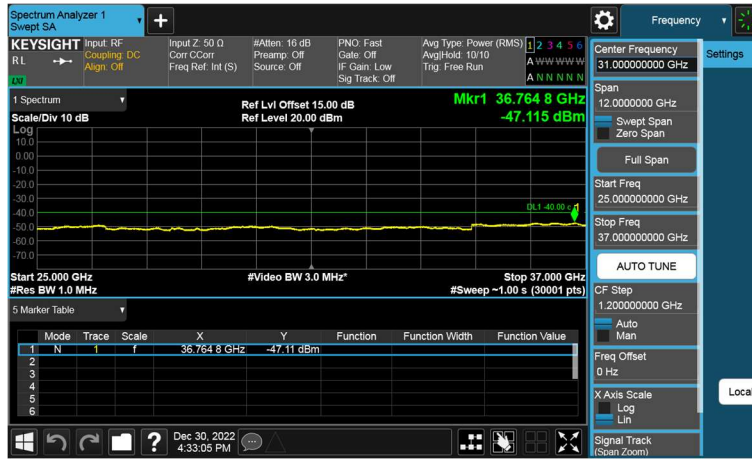 Spectrum Analyzer 1
Swept SA
Frequency
KEYSIGHT
RL
LXI
Input: RF
Coupling: DC
Align: Off
Input Z: 50 Ω
Corr CCorr
Freq Ref: Int (S)
#Atten: 16 dB
Preamp: Off
Source: Off
PNO: Fast
Gate: Off
IF Gain: Low
Sig Track: Off
Avg Type: Power (RMS)
Avg|Hold: 10/10
Trig: Free Run
1 2 3 4 5 6
A W W W W W
A N N N N N
1 Spectrum
Scale/Div 10 dB
Ref Lvl Offset 15.00 dB
Ref Level 20.00 dBm
Mkr1 36.764 8 GHz
-47.115 dBm
Log
10.0
0.00
-10.0
-20.0
-30.0
DL1 -40.00
1
-40.0
-50.0
-60.0
-70.0
Start 25.000 GHz
#Res BW 1.0 MHz
#Video BW 3.0 MHz*
Stop 37.000 GHz
#Sweep ~1.00 s (30001 pts)
5 Marker Table
Mode Trace Scale X Y Function Function Width Function Value
1 N 1 f 36.764 8 GHz -47.11 dBm
2
3
4
5
6
Dec 30, 2022
4:33:05 PM
Center Frequency
31.000000000 GHz
Settings
Span
12.0000000 GHz
Swept Span
Zero Span
Full Span
Start Freq
25.000000000 GHz
Stop Freq
37.000000000 GHz
AUTO TUNE
CF Step
1.200000000 GHz
Auto
Man
Freq Offset
0 Hz
X Axis Scale
Log
Lin
Local
Signal Track
(Span Zoom)